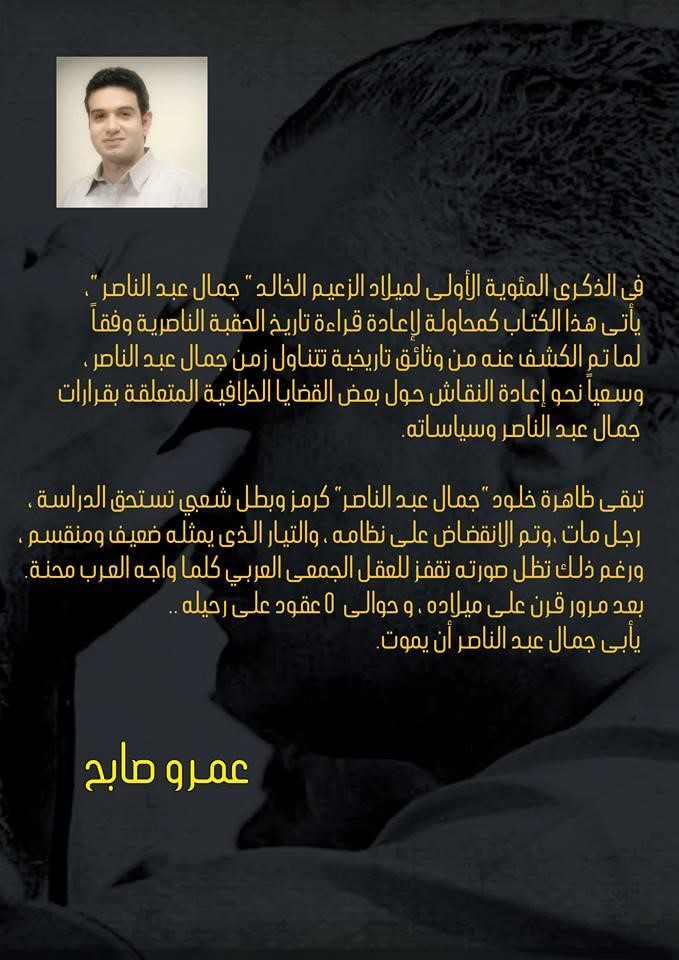 فى الذكرى المئوية الأولى لميلاد الزعيم الخالد "جمال عبد الناصر"،
يأتى هذا الكتاب كمحاولة لإعادة قراءة تاريخ الحقبة الناصرية وفقاً
لما تم الكشف عنه من وثائق تاريخية تتناول زمن جمال عبد الناصر ،
وسعياً نحو إعادة النقاش حول بعض القضايا الخلافية المتعلقة بقرارات
جمال عبد الناصر وسياساته.
تبقى ظاهرة خلود "جمال عبد الناصر" كرمز وبطل شعبي تستحق الدراسة ،
رجل مات ،وتم الانقضاض على نظامه ، والتيار الذى يمثله ضعيف ومنقسم ،
ورغم ذلك تظل صورته تقفز للعقل الجمعى العربي كلما واجه العرب محنة.
بعد مرور قرن على ميلاده ، و حوالى ٥ عقود على رحيله ..
يأبى جمال عبد الناصر أن يموت.
عمرو صابح